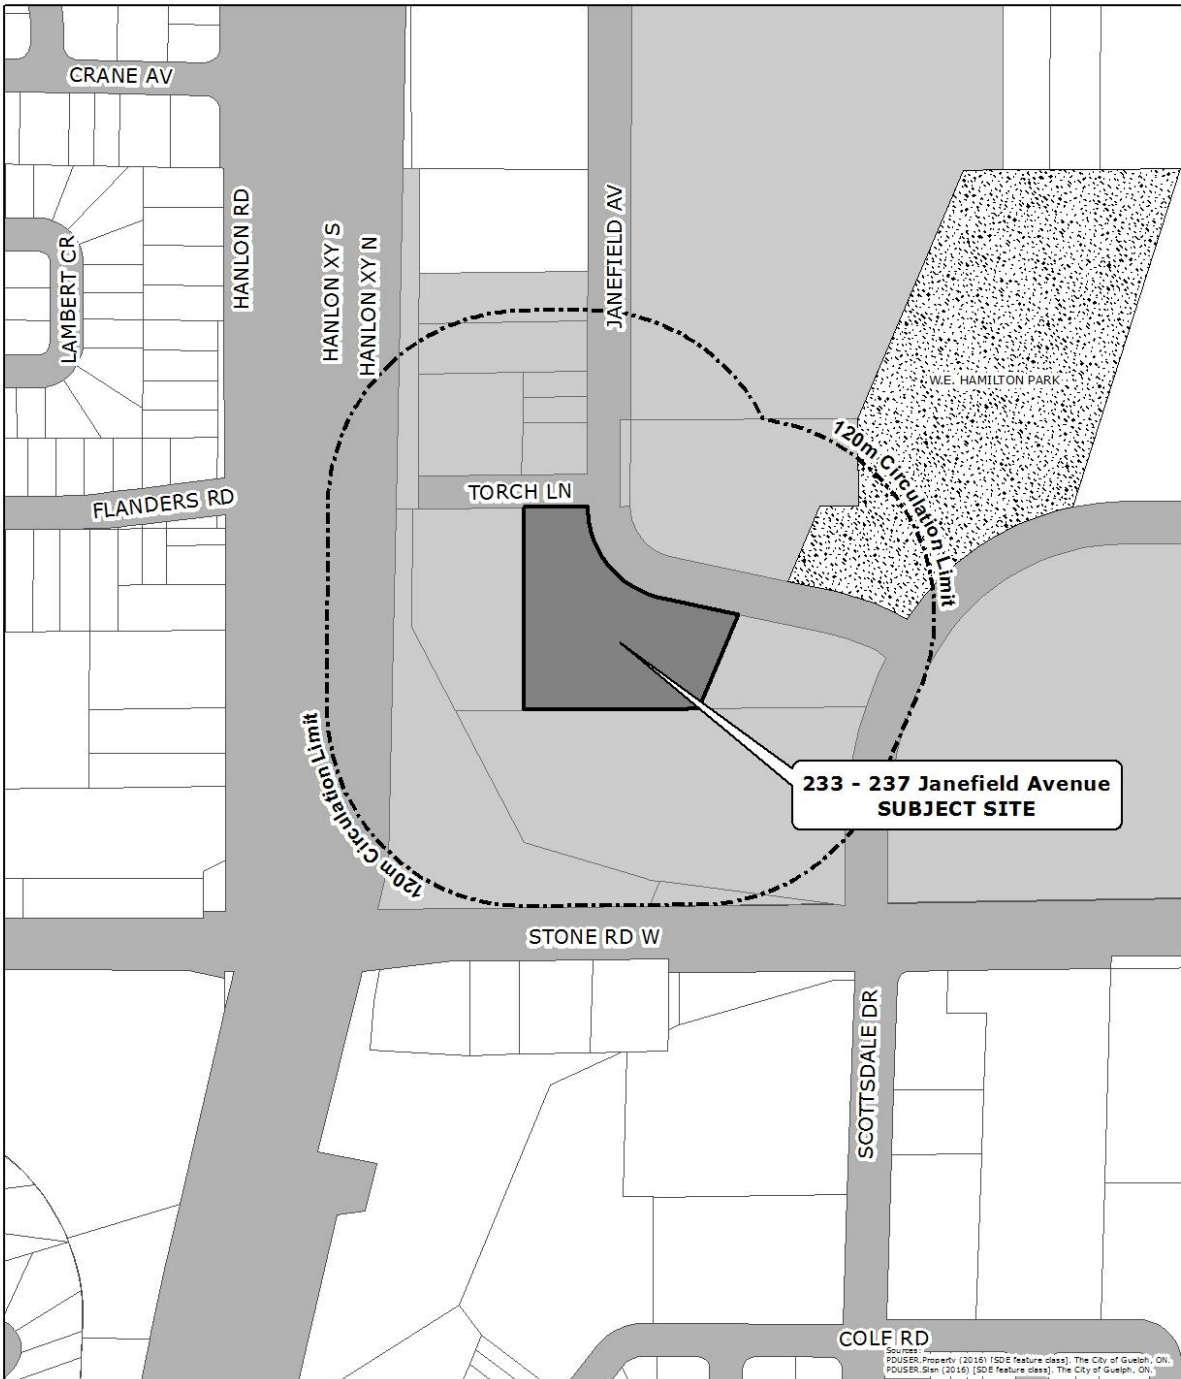 CRANE AV
HANLON RD
LAMBERT CR
HANLON XY S
HANLON XY N
JANEFIELD AV
W.E. HAMILTON PARK
120m Circulation Limit
FLANDERS RD
TORCH LN
233 - 237 Janefield Avenue
SUBJECT SITE
120m Circulation Limit
STONE RD W
SCOTTSDALE DR
COLE RD
Sources:
PDUSER.Property (2016) [SDE feature class]. The City of Guelph, ON.
PDUSER.Slsn (2016) [SDE feature class]. The City of Guelph, ON.